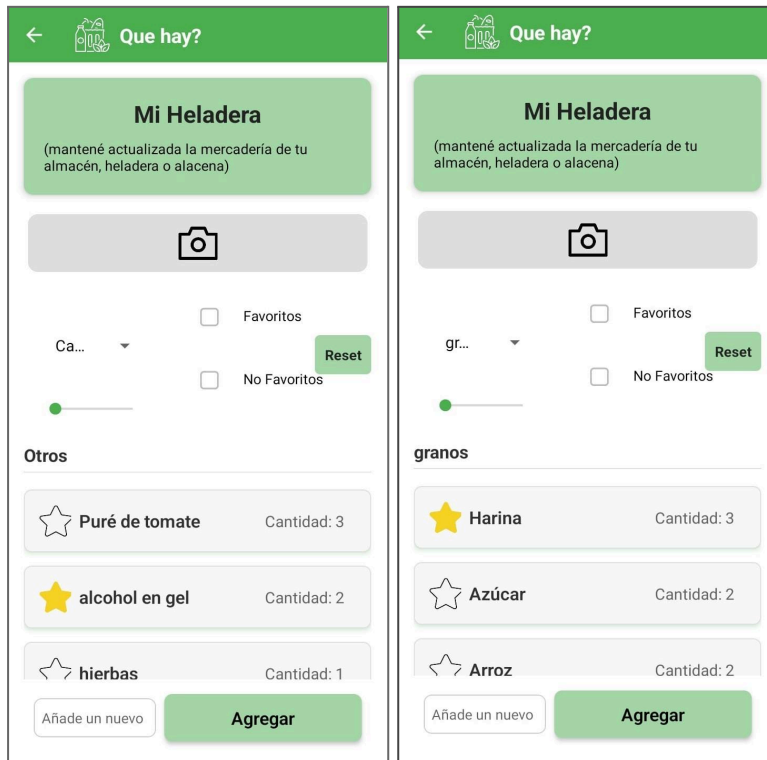 Que hay?
Mi Heladera
(mantené actualizada la mercadería de tu
almacén, heladera o alacena)
Ca...
Favoritos
Reset
No Favoritos
Otros
Puré de tomate
Cantidad: 3
alcohol en gel
Cantidad: 2
hierbas
Cantidad: 1
Añade un nuevo
Agregar
Que hay?
Mi Heladera
(mantené actualizada la mercadería de tu
almacén, heladera o alacena)
gr...
Favoritos
Reset
No Favoritos
granos
Harina
Cantidad: 3
Azúcar
Cantidad: 2
Arroz
Cantidad: 2
Añade un nuevo
Agregar